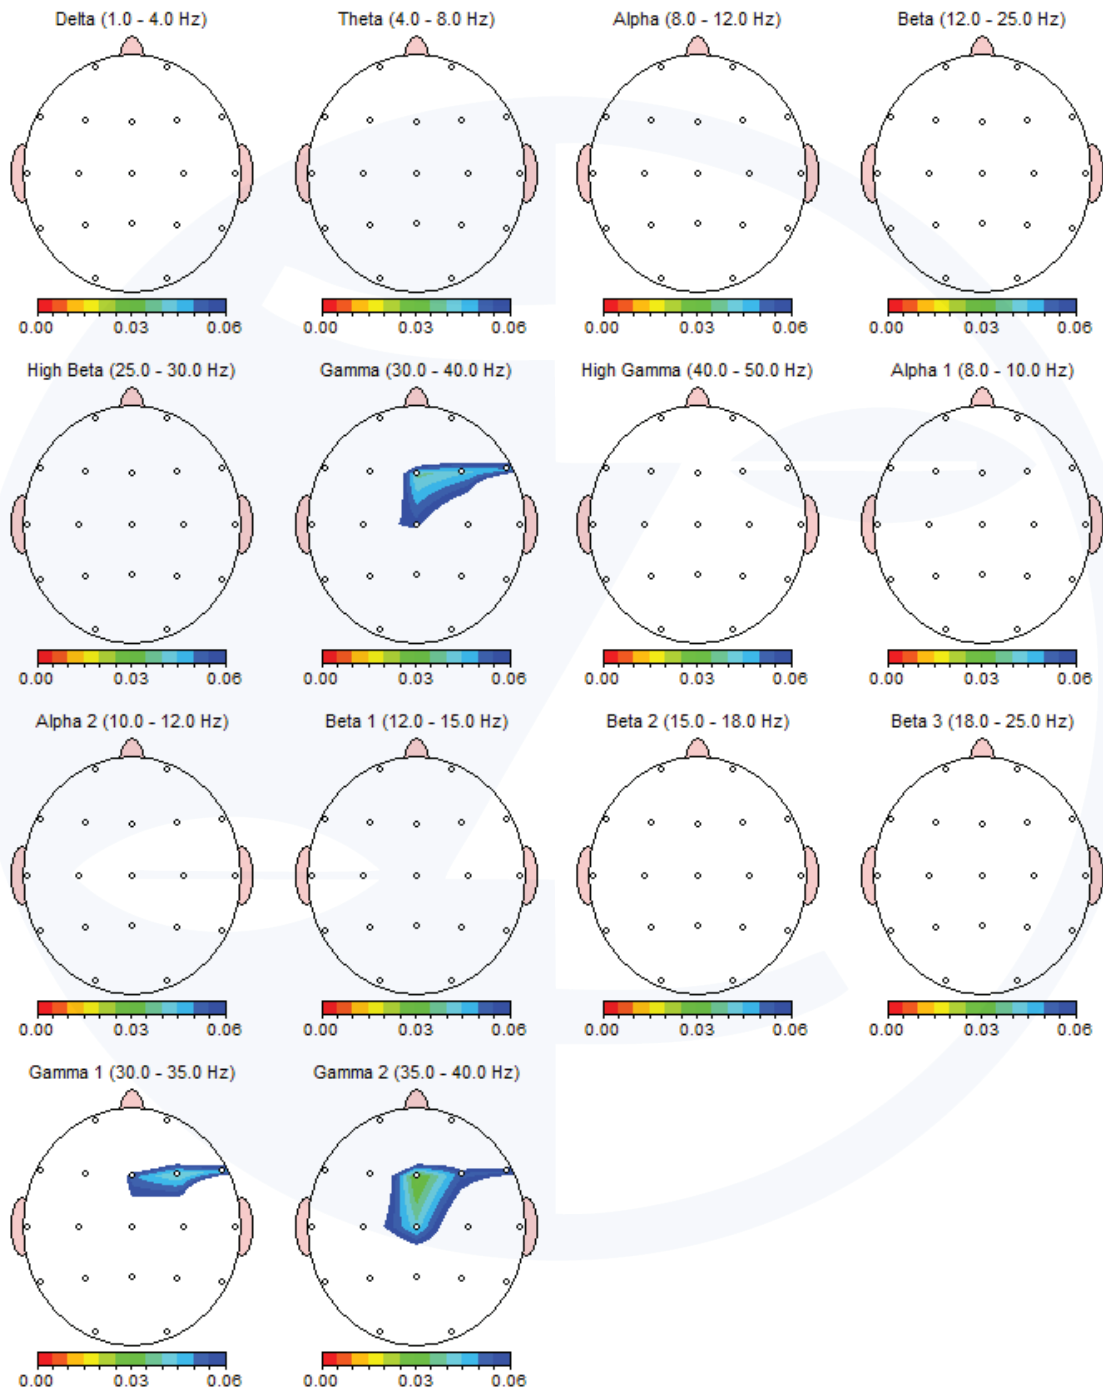 Delta (1.0 - 4.0 Hz) Theta (4.0 - 8.0 Hz) Alpha (8.0 - 12.0 Hz) Beta (12.0 - 25.0 Hz)
0.00 0.03 0.06 0.00 0.03 0.06 0.00 0.03 0.06 0.00 0.03 0.06
High Beta (25.0 - 30.0 Hz) Gamma (30.0 - 40.0 Hz) High Gamma (40.0 - 50.0 Hz) Alpha 1 (8.0 - 10.0 Hz)
0.00 0.03 0.06 0.00 0.03 0.06 0.00 0.03 0.06 0.00 0.03 0.06
Alpha 2 (10.0 - 12.0 Hz) Beta 1 (12.0 - 15.0 Hz) Beta 2 (15.0 - 18.0 Hz) Beta 3 (18.0 - 25.0 Hz)
0.00 0.03 0.06 0.00 0.03 0.06 0.00 0.03 0.06 0.00 0.03 0.06
Gamma 1 (30.0 - 35.0 Hz) Gamma 2 (35.0 - 40.0 Hz)
0.00 0.03 0.06 0.00 0.03 0.06